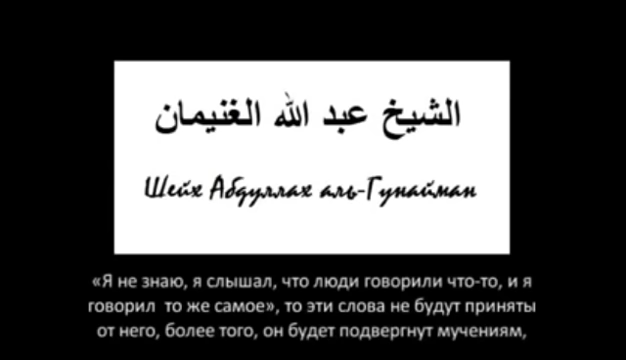 الشيخ عبد الله الغنيمان
Шейх Абдуллах аль-Гунайман
«Я не знаю, я слышал, что люди говорили что-то, и я
говорил то же самое», то эти слова не будут приняты
от него, более того, он будет подвергнут мучениям,